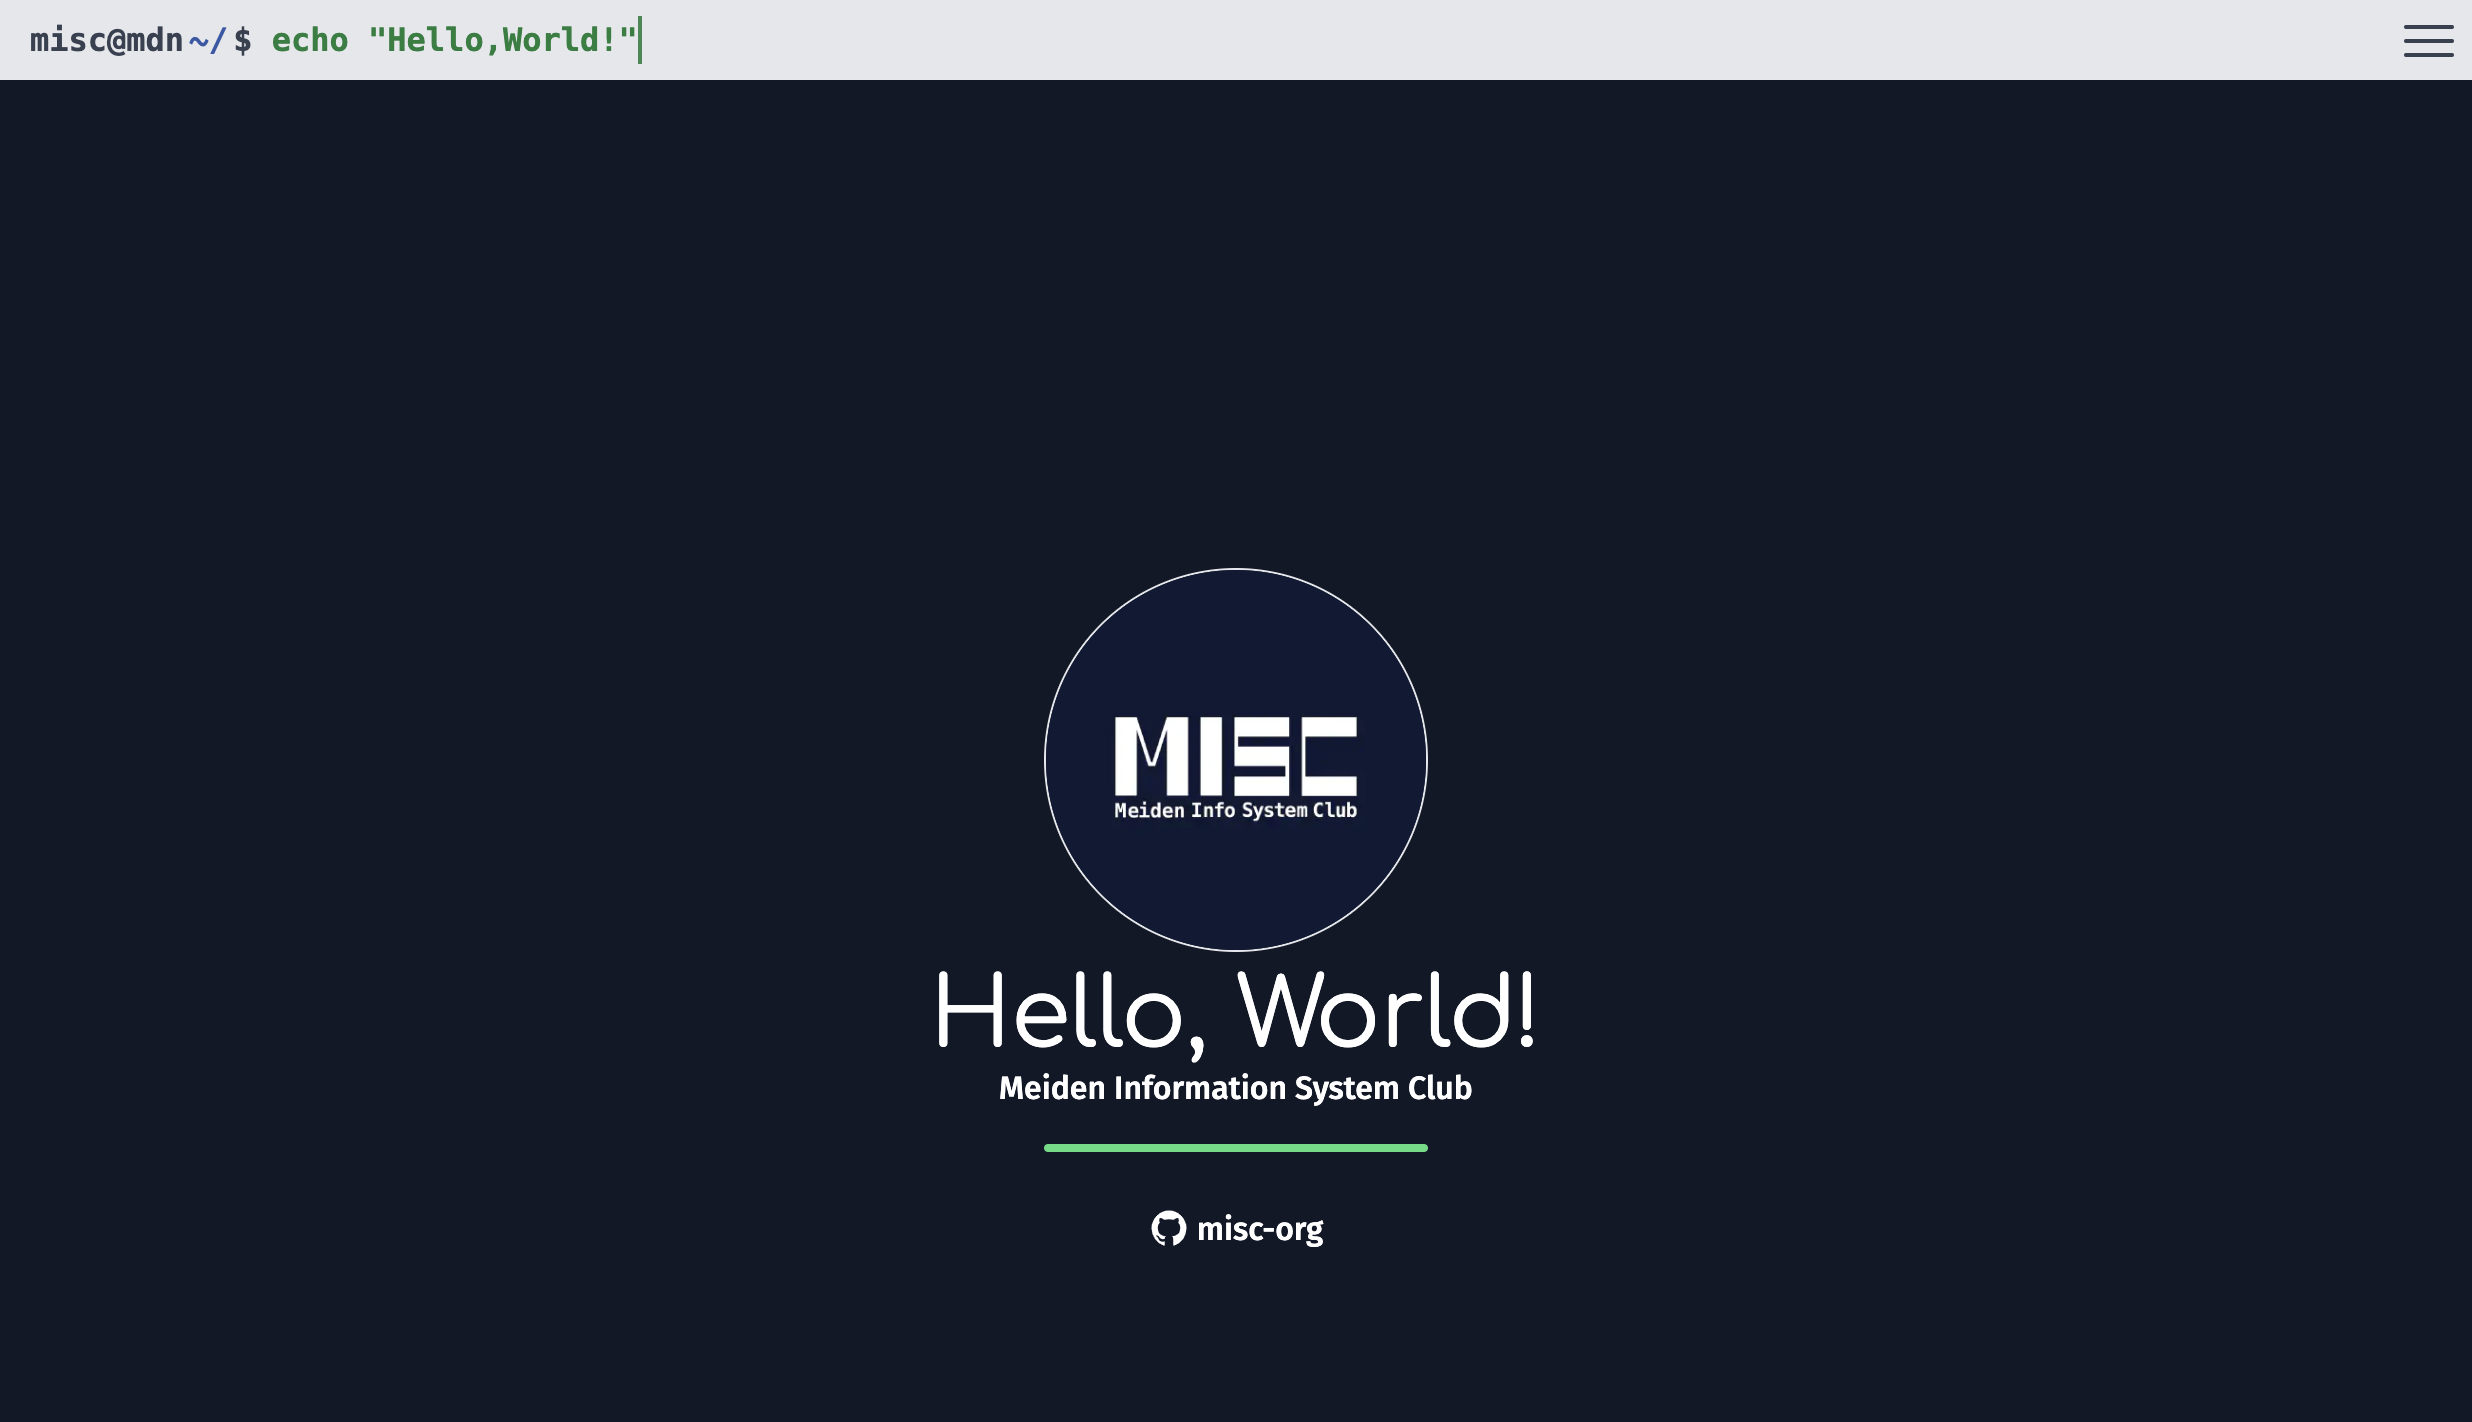 misc@mdn ~/ $ echo "Hello,World!"
MISC
Meiden Info System Club
Hello, World!
Meiden Information System Club
misc-org